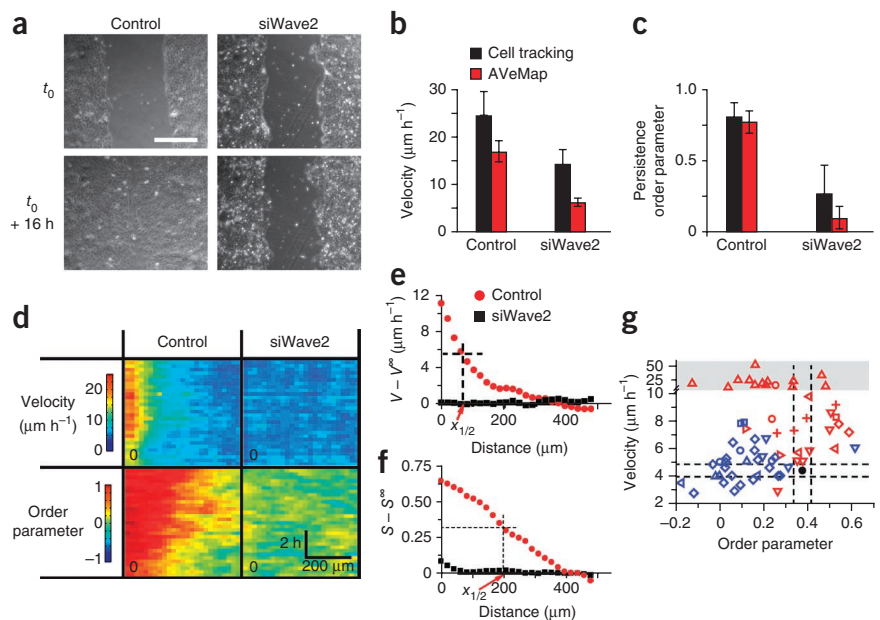 a
Control
siWave2
t0
t0
+ 16 h
b
Cell tracking
AVeMap
Velocity (μm h−1)
30
25
20
15
10
5
0
Control
siWave2
c
Persistence
order parameter
1.0
0.75
0
Control
siWave2
d
Control
siWave2
Velocity
(μm h−1)
20
10
0
0
0
Order
parameter
1
0
−1
0
0
2 h
200 μm
e
Control
siWave2
V − V∞
(μm h−1)
12
8
4
0
x1/2
0
200
400
Distance (μm)
f
S − S∞
0.75
0.50
0.25
0
x1/2
0
200
400
Distance (μm)
g
Velocity (μm h−1)
50
25
10
8
6
4
2
−0.2
0
0.2
0.4
0.6
Order parameter